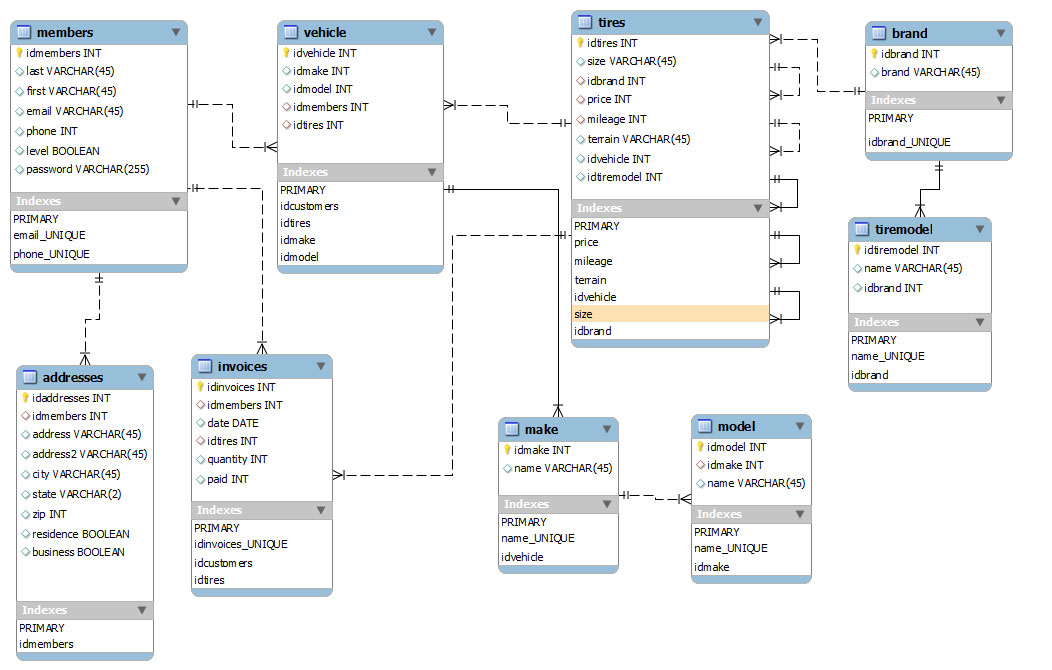 members
idmembers INT
last VARCHAR(45)
first VARCHAR(45)
email VARCHAR(45)
phone INT
level BOOLEAN
password VARCHAR(255)
Indexes
PRIMARY
email_UNIQUE
phone_UNIQUE
vehicle
idvehicle INT
idmake INT
idmodel INT
idmembers INT
idtires INT
Indexes
PRIMARY
idcustomers
idtires
idmake
idmodel
tires
idtires INT
size VARCHAR(45)
idbrand INT
price INT
mileage INT
terrain VARCHAR(45)
idvehicle INT
idtiremodel INT
Indexes
PRIMARY
price
mileage
terrain
idvehicle
size
idbrand
brand
idbrand INT
brand VARCHAR(45)
Indexes
PRIMARY
idbrand_UNIQUE
tiremodel
idtiremodel INT
name VARCHAR(45)
idbrand INT
Indexes
PRIMARY
name_UNIQUE
idbrand
addresses
idaddresses INT
idmembers INT
address VARCHAR(45)
address2 VARCHAR(45)
city VARCHAR(45)
state VARCHAR(2)
zip INT
residence BOOLEAN
business BOOLEAN
Indexes
PRIMARY
idmembers
invoices
idinvoices INT
idmembers INT
date DATE
idtires INT
quantity INT
paid INT
Indexes
PRIMARY
idinvoices_UNIQUE
idcustomers
idtires
make
idmake INT
name VARCHAR(45)
Indexes
PRIMARY
name_UNIQUE
idvehicle
model
idmodel INT
idmake INT
name VARCHAR(45)
Indexes
PRIMARY
name_UNIQUE
idmake